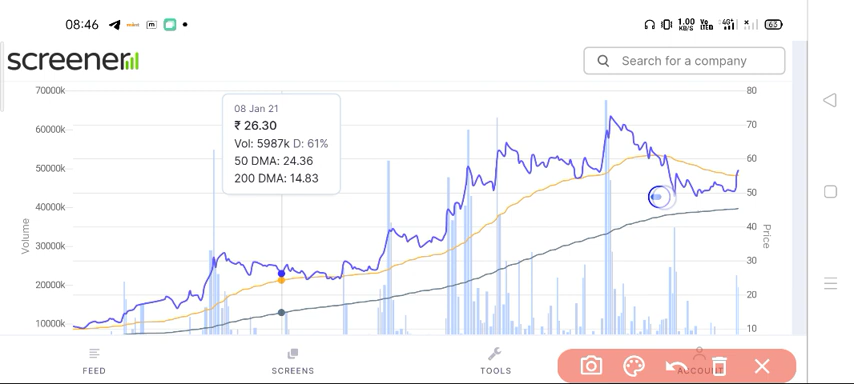 08:46
1.00
KB/S
Vo
LTE
4G+
63
screener
Search for a company
70000k
60000k
50000k
40000k
30000k
20000k
10000k
Volume
08 Jan 21
₹ 26.30
Vol: 5987k D: 61%
50 DMA: 24.36
200 DMA: 14.83
80
70
60
50
40
30
20
10
Price
FEED
SCREENS
TOOLS
ACCOUNT